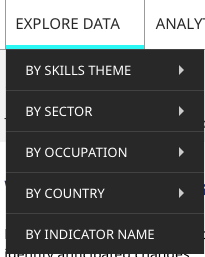 EXPLORE DATA
BY SKILLS THEME
BY SECTOR
BY OCCUPATION
BY COUNTRY
BY INDICATOR NAME